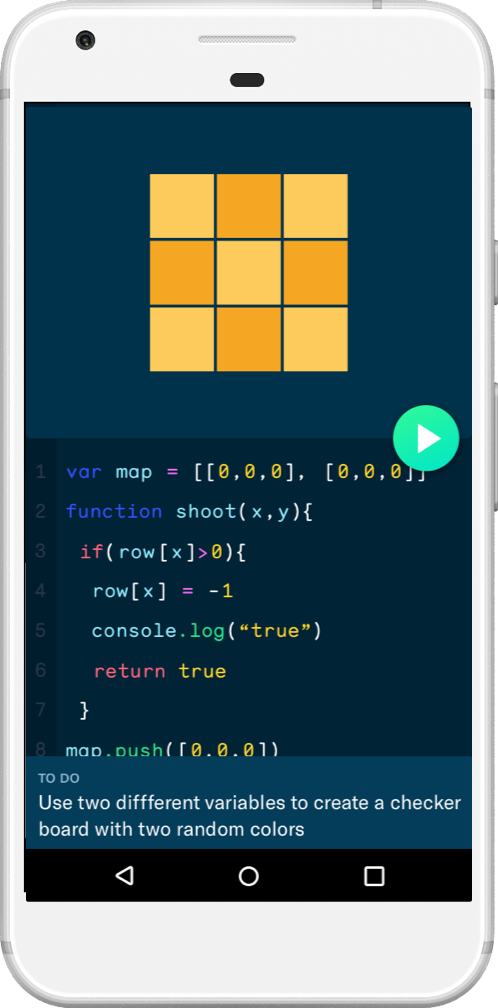 1 var map = [[0,0,0], [0,0,0]]
2 function shoot(x,y){
3 if(row[x]>0){
4 row[x] = -1
5 console.log(“true”)
6 return true
7 }
8 map.push([0,0,0])
TO DO
Use two diffferent variables to create a checker
board with two random colors